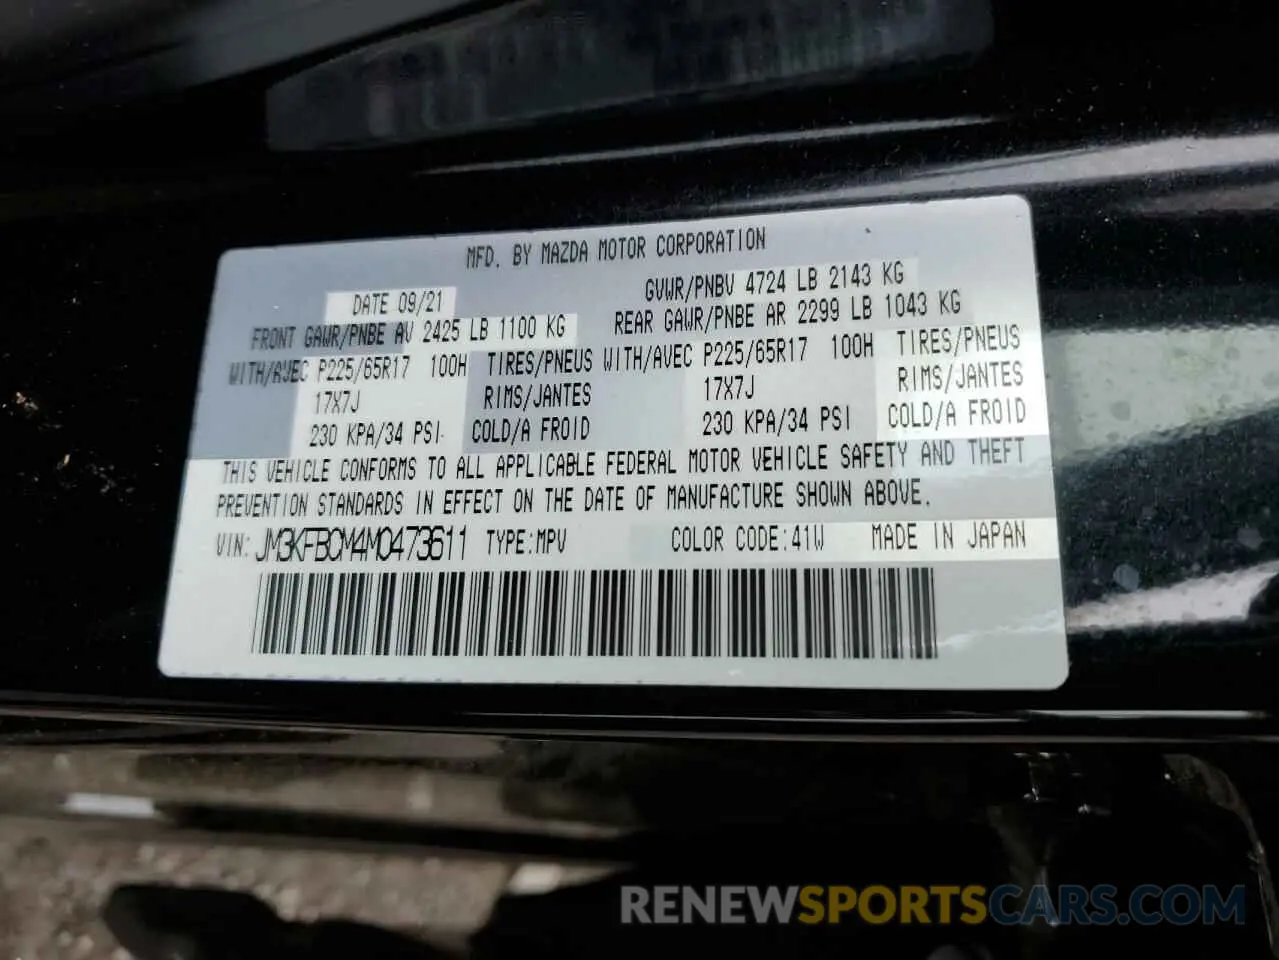 MFD. BY MAZDA MOTOR CORPORATION
DATE 09/21 GVWR/PNBV 4724 LB 2143 KG
FRONT GAWR/PNBE AV 2425 LB 1100 KG REAR GAWR/PNBE AR 2299 LB 1043 KG
WITH/AVEC P225/65R17 100H TIRES/PNEUS WITH/AVEC P225/65R17 100H TIRES/PNEUS
17X7J RIMS/JANTES 17X7J RIMS/JANTES
230 KPA/34 PSI COLD/A FROID 230 KPA/34 PSI COLD/A FROID
THIS VEHICLE CONFORMS TO ALL APPLICABLE FEDERAL MOTOR VEHICLE SAFETY AND THEFT
PREVENTION STANDARDS IN EFFECT ON THE DATE OF MANUFACTURE SHOWN ABOVE.
VIN: JM3KFBCM4M0473611 TYPE:MPV COLOR CODE:41W MADE IN JAPAN
RENEWSPORTSCARS.COM